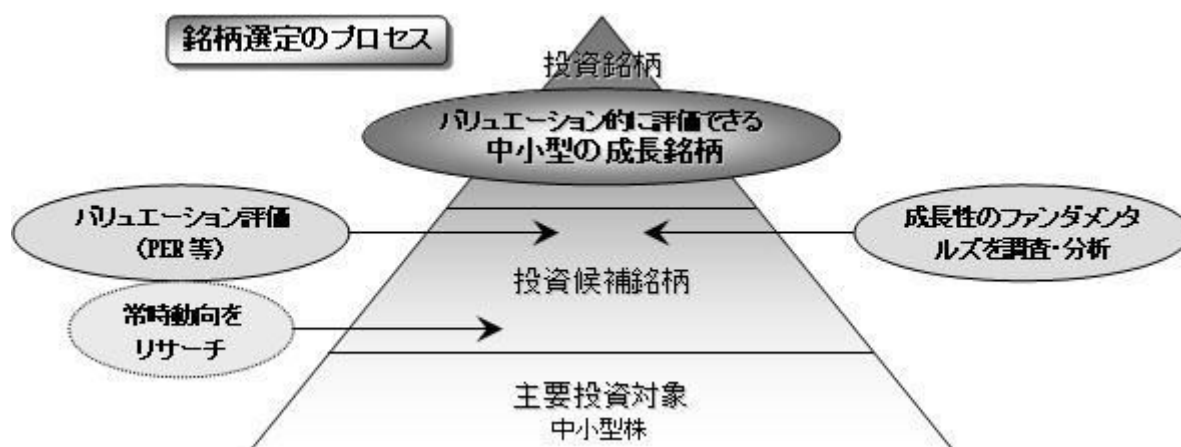 銘柄選定のプロセス
投資銘柄
バリュエーション的に評価できる
中小型の成長銘柄
バリュエーション評価
(PER等)
成長性のファンダメンタ
ルズを調査・分析
投資候補銘柄
常時動向を
リサーチ
主要投資対象
中小型株